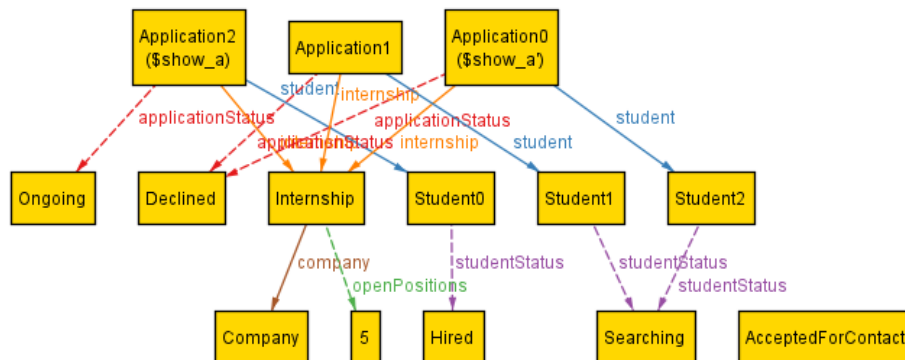 Application2
($show_a)
Application1
Application0
($show_a')
student
internship
applicationStatus
applicationStatus
student
applicationStatus
internship
student
Ongoing
Declined
Internship
Student0
Student1
Student2
company
studentStatus
studentStatus
openPositions
studentStatus
Company
5
Hired
Searching
AcceptedForContact